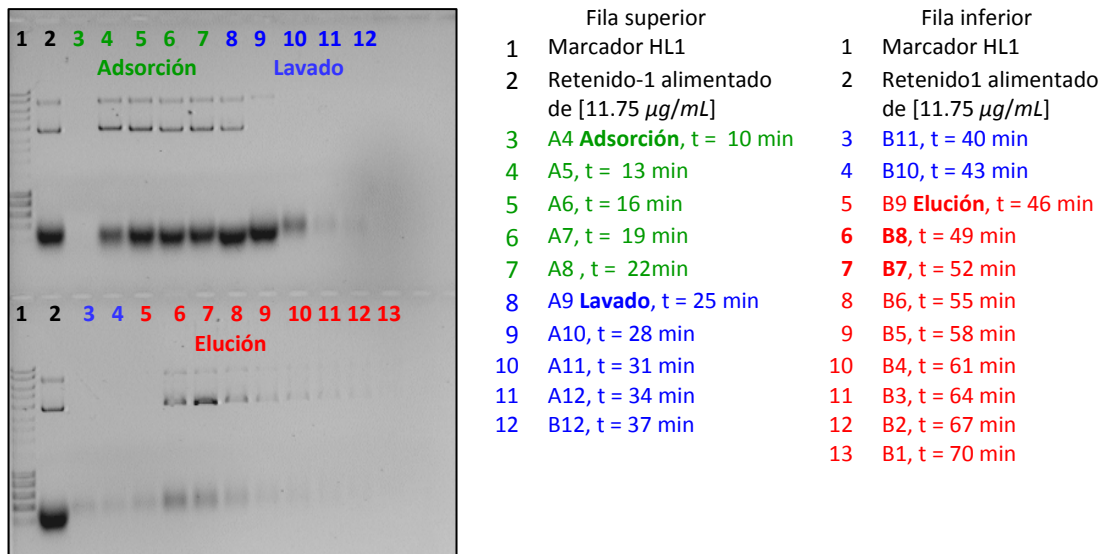 1 2 3 4 5 6 7 8 9 10 11 12
Adsorción Lavado
1 2 3 4 5 6 7 8 9 10 11 12 13
Elución
Fila superior
1 Marcador HL1
2 Retenido-1 alimentado
de [11.75 µg/mL]
3 A4 Adsorción, t = 10 min
4 A5, t = 13 min
5 A6, t = 16 min
6 A7, t = 19 min
7 A8 , t = 22min
8 A9 Lavado, t = 25 min
9 A10, t = 28 min
10 A11, t = 31 min
11 A12, t = 34 min
12 B12, t = 37 min
Fila inferior
1 Marcador HL1
2 Retenido1 alimentado
de [11.75 µg/mL]
3 B11, t = 40 min
4 B10, t = 43 min
5 B9 Elución, t = 46 min
6 B8, t = 49 min
7 B7, t = 52 min
8 B6, t = 55 min
9 B5, t = 58 min
10 B4, t = 61 min
11 B3, t = 64 min
12 B2, t = 67 min
13 B1, t = 70 min